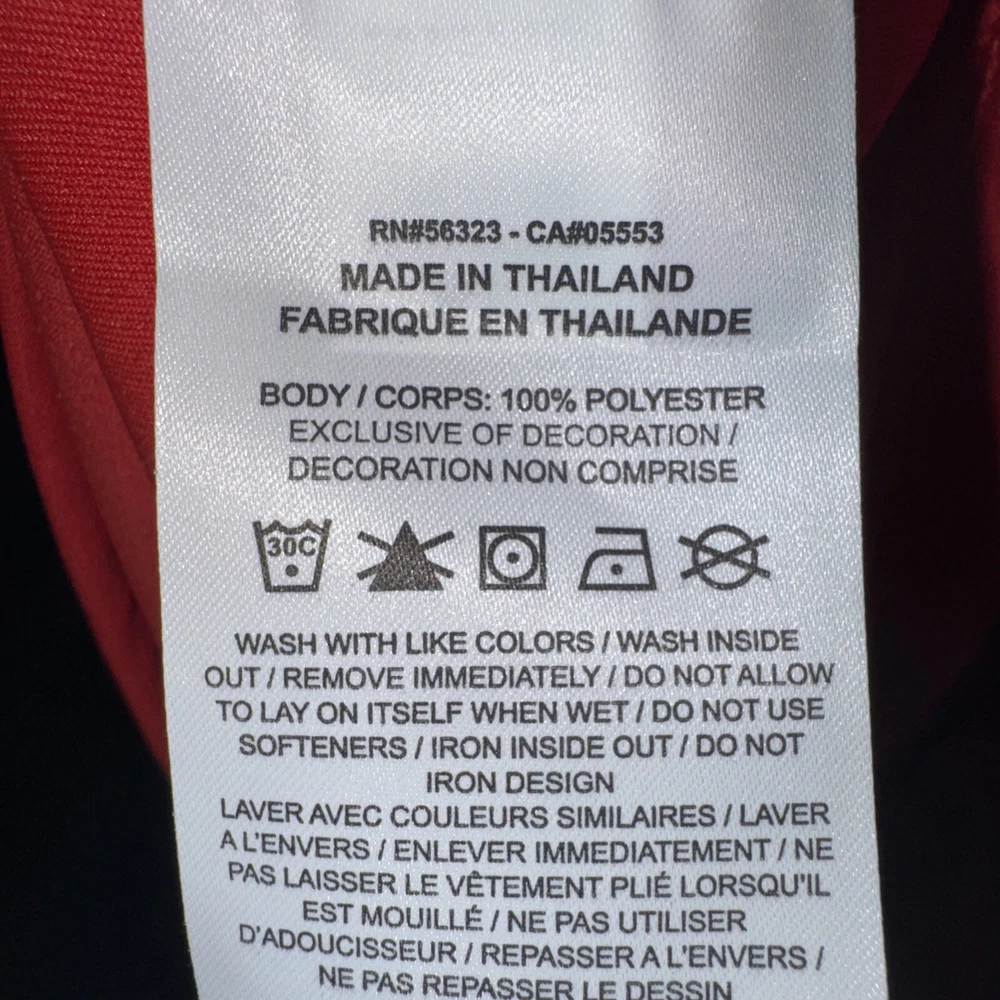 RN#56323 - CA#05553
MADE IN THAILAND
FABRIQUE EN THAILANDE
BODY / CORPS: 100% POLYESTER
EXCLUSIVE OF DECORATION /
DECORATION NON COMPRISE
30C
WASH WITH LIKE COLORS / WASH INSIDE
OUT / REMOVE IMMEDIATELY / DO NOT ALLOW
TO LAY ON ITSELF WHEN WET / DO NOT USE
SOFTENERS / IRON INSIDE OUT / DO NOT
IRON DESIGN
LAVER AVEC COULEURS SIMILAIRES / LAVER
A L'ENVERS / ENLEVER IMMEDIATEMENT / NE
PAS LAISSER LE VÊTEMENT PLIÉ LORSQU'IL
EST MOUILLÉ / NE PAS UTILISER
D'ADOUCISSEUR / REPASSER A L'ENVERS /
NE PAS REPASSER LE DESSIN